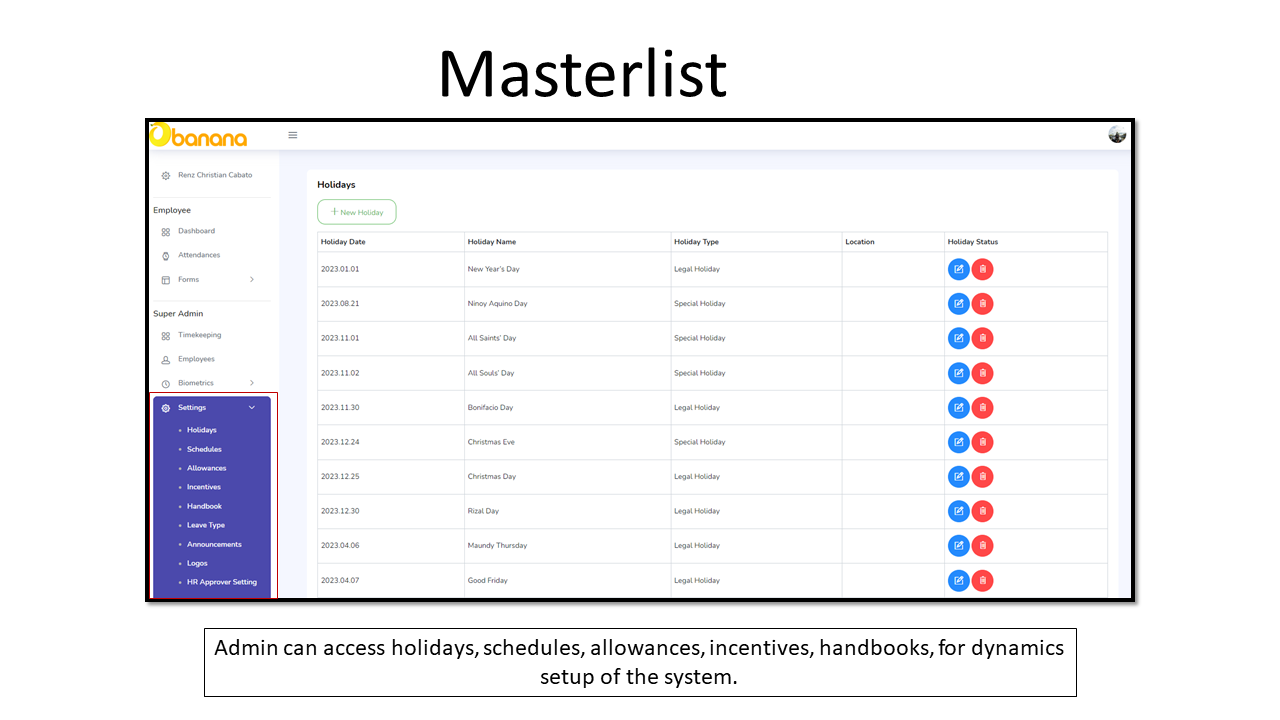 Masterlist
banana
Renz Christian Cabato
Employee
Dashboard
Attendances
Forms
Super Admin
Timekeeping
Employees
Biometrics
Settings
Holidays
Schedules
Allowances
Incentives
Handbook
Leave Type
Announcements
Logos
HR Approver Setting
Holidays
+ New Holiday
Holiday Date Holiday Name Holiday Type Location Holiday Status
2023.01.01 New Year's Day Legal Holiday
2023.08.21 Ninoy Aquino Day Special Holiday
2023.11.01 All Saints' Day Special Holiday
2023.11.02 All Souls' Day Special Holiday
2023.11.30 Bonifacio Day Legal Holiday
2023.12.24 Christmas Eve Special Holiday
2023.12.25 Christmas Day Legal Holiday
2023.12.30 Rizal Day Legal Holiday
2023.04.06 Maundy Thursday Legal Holiday
2023.04.07 Good Friday Legal Holiday
Admin can access holidays, schedules, allowances, incentives, handbooks, for dynamics
setup of the system.